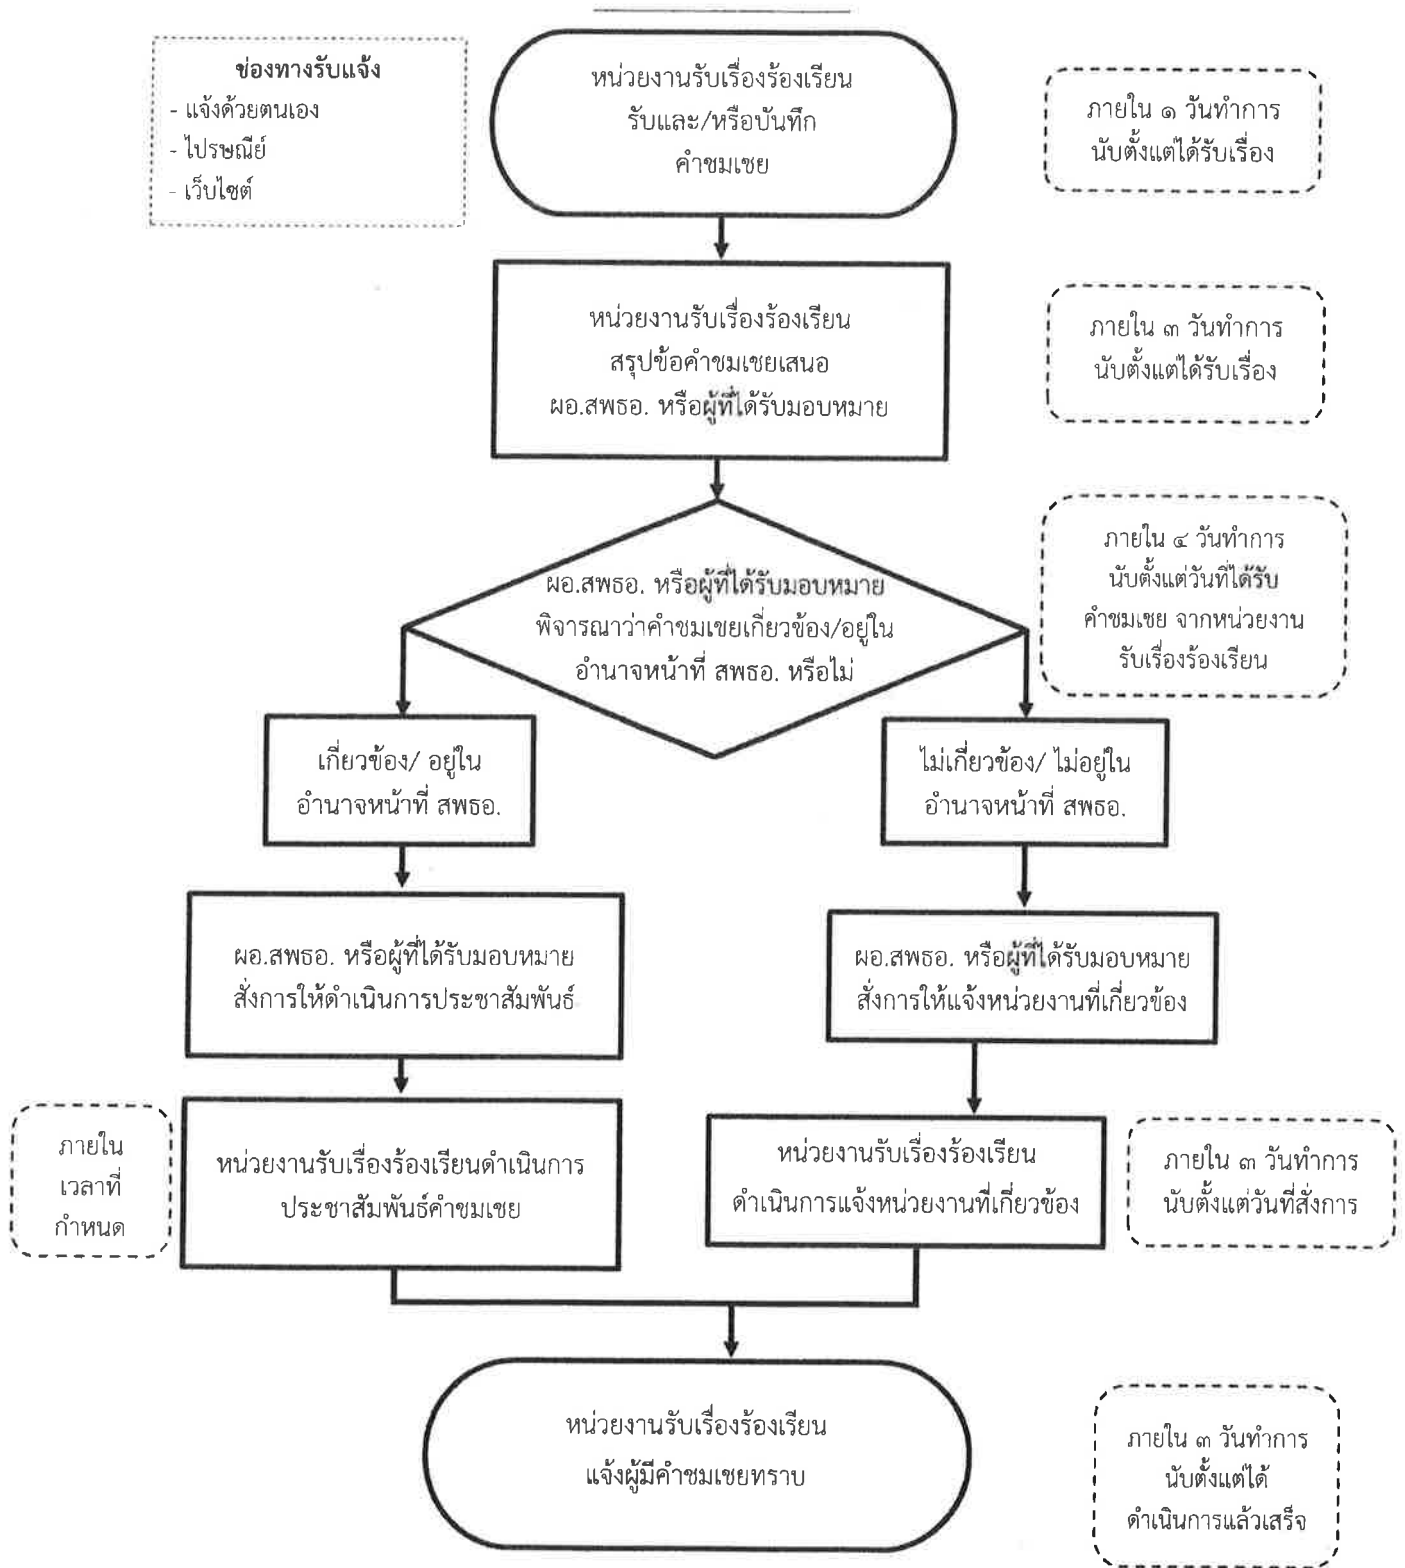 ช่องทางรับแจ้ง
- แจ้งด้วยตนเอง
- ไปรษณีย์
- เว็บไซต์
หน่วยงานรับเรื่องร้องเรียน
รับและ/หรือบันทึก
คำชมเชย
ภายใน ๑ วันทำการ
นับตั้งแต่ได้รับเรื่อง
หน่วยงานรับเรื่องร้องเรียน
สรุปข้อคำชมเชยเสนอ
ผอ.สพธอ. หรือผู้ที่ได้รับมอบหมาย
ภายใน ๓ วันทำการ
นับตั้งแต่ได้รับเรื่อง
ผอ.สพธอ. หรือผู้ที่ได้รับมอบหมาย
พิจารณาว่าคำชมเชยเกี่ยวข้อง/อยู่ใน
อำนาจหน้าที่ สพธอ. หรือไม่
ภายใน ๔ วันทำการ
นับตั้งแต่วันที่ได้รับ
คำชมเชย จากหน่วยงาน
รับเรื่องร้องเรียน
เกี่ยวข้อง/ อยู่ใน
อำนาจหน้าที่ สพธอ.
ไม่เกี่ยวข้อง/ ไม่อยู่ใน
อำนาจหน้าที่ สพธอ.
ผอ.สพธอ. หรือผู้ที่ได้รับมอบหมาย
สั่งการให้ดำเนินการประชาสัมพันธ์
ผอ.สพธอ. หรือผู้ที่ได้รับมอบหมาย
สั่งการให้แจ้งหน่วยงานที่เกี่ยวข้อง
ภายใน
เวลาที่
กำหนด
หน่วยงานรับเรื่องร้องเรียนดำเนินการ
ประชาสัมพันธ์คำชมเชย
หน่วยงานรับเรื่องร้องเรียน
ดำเนินการแจ้งหน่วยงานที่เกี่ยวข้อง
ภายใน ๓ วันทำการ
นับตั้งแต่วันที่สั่งการ
หน่วยงานรับเรื่องร้องเรียน
แจ้งผู้มีคำชมเชยทราบ
ภายใน ๓ วันทำการ
นับตั้งแต่ได้
ดำเนินการแล้วเสร็จ